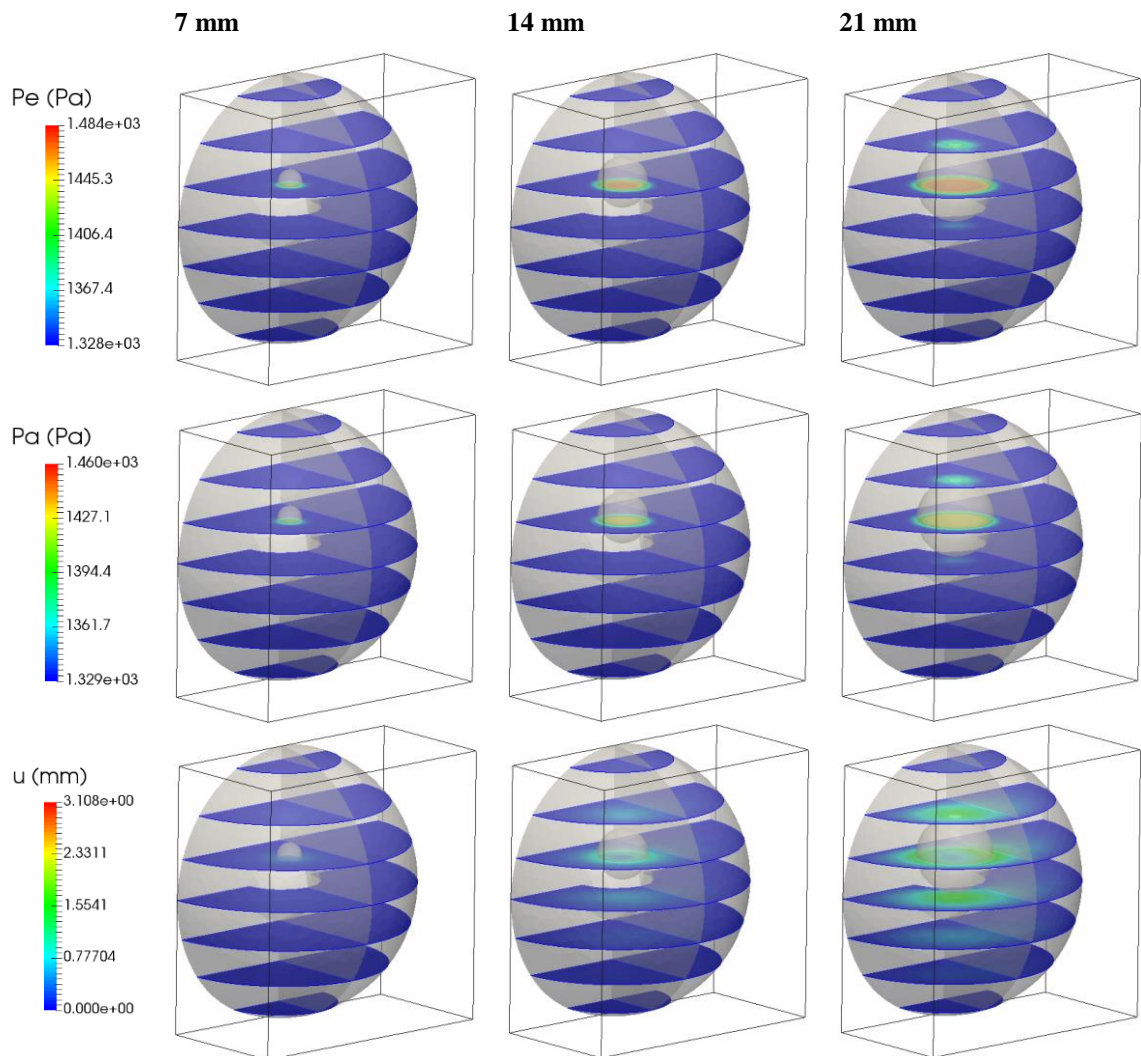 7 mm 14 mm 21 mm
Pe (Pa)
1.484e+03
1445.3
1406.4
1367.4
1.328e+03
Pa (Pa)
1.460e+03
1427.1
1394.4
1361.7
1.329e+03
u (mm)
3.108e+00
2.3311
1.5541
0.77704
0.000e+00